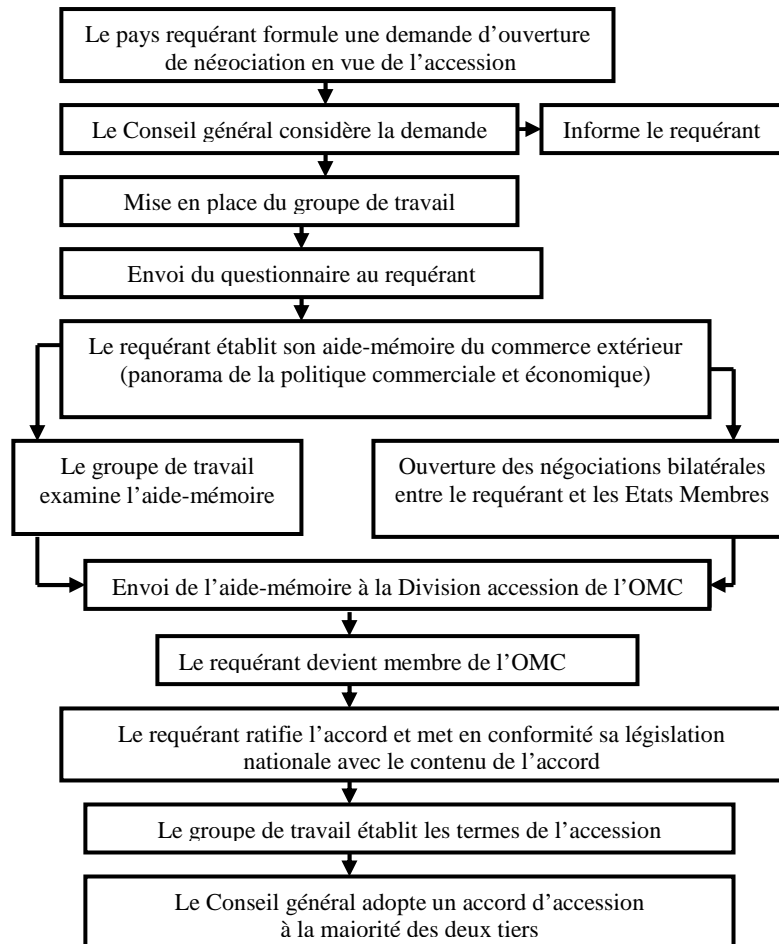 Le pays requérant formule une demande d’ouverture
de négociation en vue de l’accession
Le Conseil général considère la demande
Informe le requérant
Mise en place du groupe de travail
Envoi du questionnaire au requérant
Le requérant établit son aide-mémoire du commerce extérieur
(panorama de la politique commerciale et économique)
Le groupe de travail
examine l’aide-mémoire
Ouverture des négociations bilatérales
entre le requérant et les Etats Membres
Envoi de l’aide-mémoire à la Division accession de l’OMC
Le requérant devient membre de l’OMC
Le requérant ratifie l’accord et met en conformité sa législation
nationale avec le contenu de l’accord
Le groupe de travail établit les termes de l’accession
Le Conseil général adopte un accord d’accession
à la majorité des deux tiers